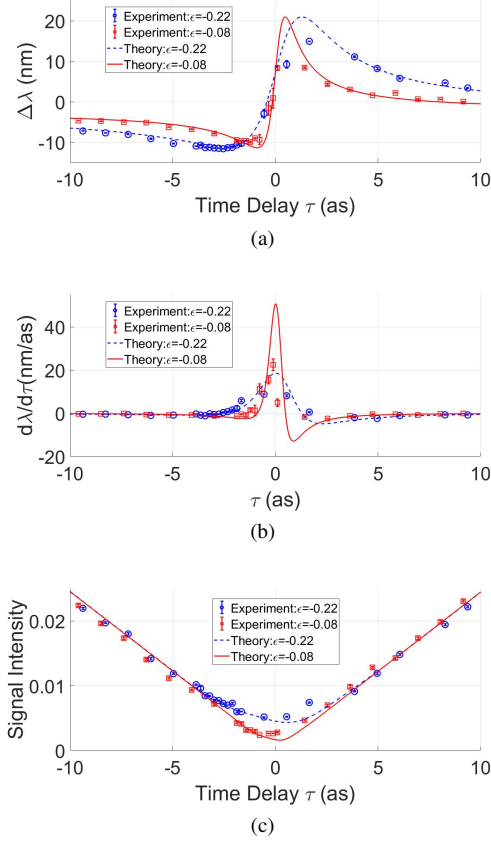 20
10
0
-10
Δλ (nm)
Experiment:ϵ=-0.22
Experiment:ϵ=-0.08
Theory:ϵ=-0.22
Theory:ϵ=-0.08
-10 -5 0 5 10
Time Delay τ (as)
(a)
40
20
0
-20
dλ/dτ(nm/as)
Experiment:ϵ=-0.22
Experiment:ϵ=-0.08
Theory:ϵ=-0.22
Theory:ϵ=-0.08
-10 -5 0 5 10
τ (as)
(b)
0.02
0.01
0
Signal Intensity
Experiment:ϵ=-0.22
Experiment:ϵ=-0.08
Theory:ϵ=-0.22
Theory:ϵ=-0.08
-10 -5 0 5 10
Time Delay τ (as)
(c)